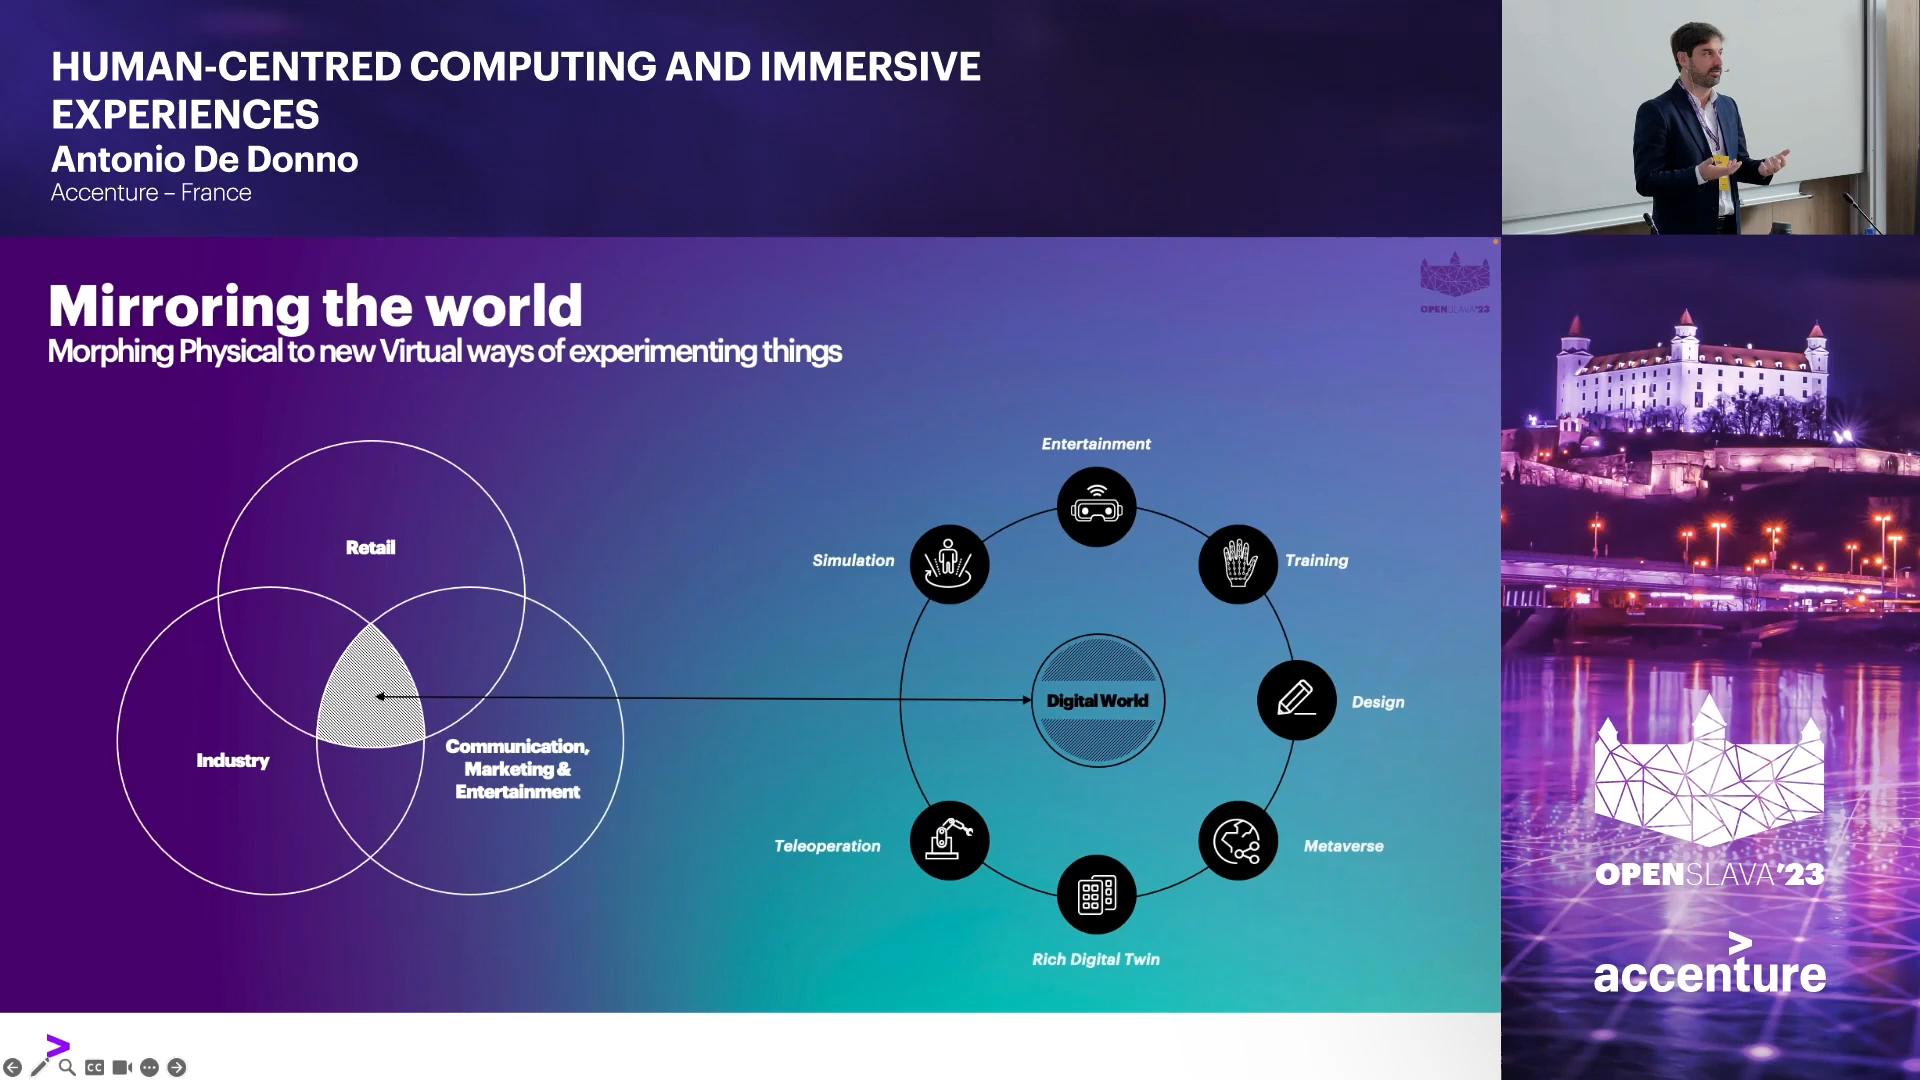 HUMAN-CENTRED COMPUTING AND IMMERSIVE
EXPERIENCES
Antonio De Donno
Accenture – France
Mirroring the world
Morphing Physical to new Virtual ways of experimenting things
OPENSLAVA'23
Retail
Industry
Communication,
Marketing &
Entertainment
Entertainment
Simulation
Training
Digital World
Design
Teleoperation
Metaverse
Rich Digital Twin
OPENSLAVA'23
accenture
CC